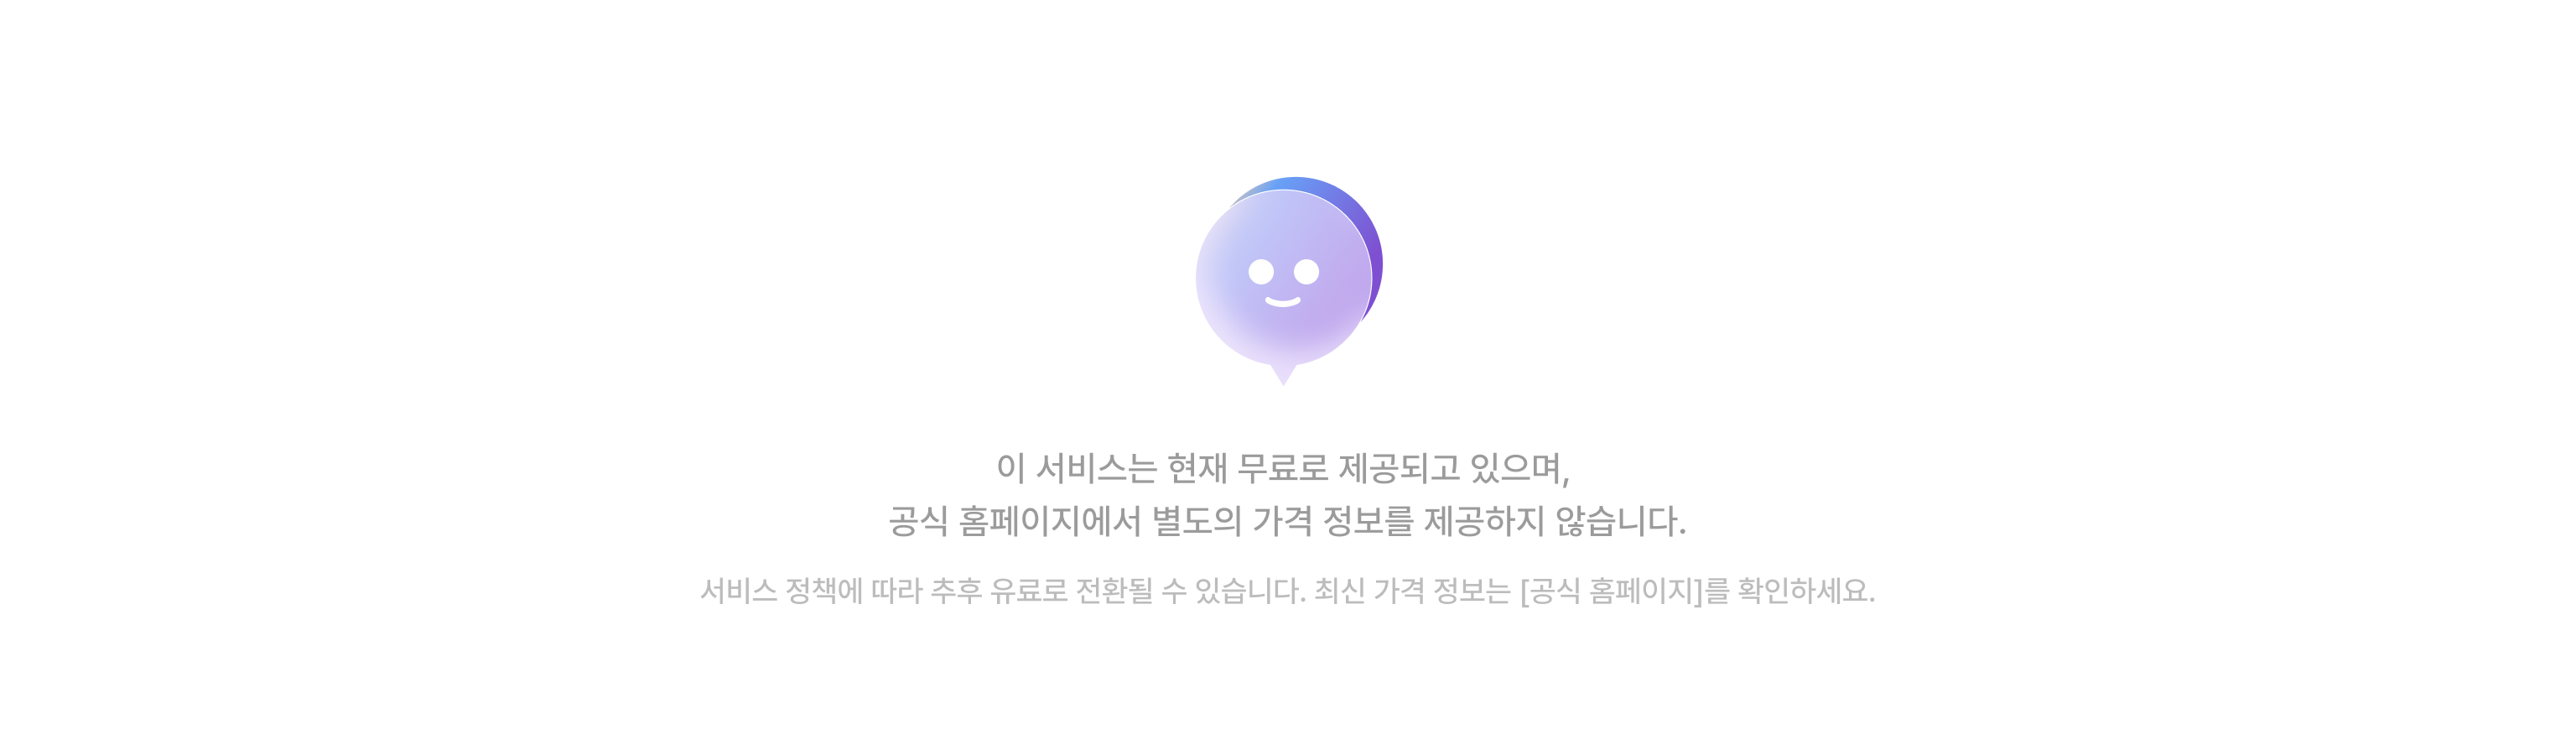 이 서비스는 현재 무료로 제공되고 있으며,
공식 홈페이지에서 별도의 가격 정보를 제공하지 않습니다.
서비스 정책에 따라 추후 유료로 전환될 수 있습니다. 최신 가격 정보는 [공식 홈페이지]를 확인하세요.